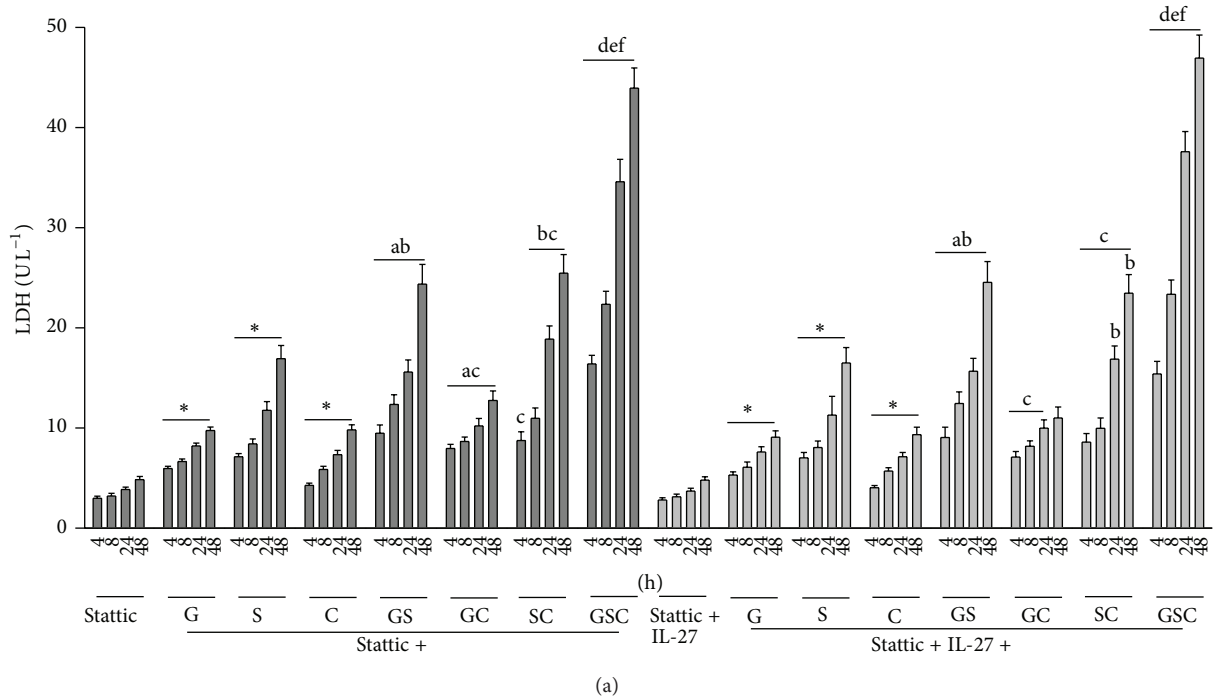 50
40
30
20
10
0
LDH (UL⁻¹)
*
*
*
ab
ac
c
bc
def
*
*
*
ab
c
c
b
b
def
4 8 24 48 4 8 24 48 4 8 24 48 4 8 24 48 4 8 24 48 4 8 24 48 4 8 24 48 4 8 24 48 4 8 24 48 4 8 24 48 4 8 24 48 4 8 24 48 4 8 24 48 4 8 24 48 4 8 24 48 4 8 24 48
(h)
Stattic G S C GS GC SC GSC Stattic + IL-27 G S C GS GC SC GSC
Stattic + Stattic + IL-27 +
(a)